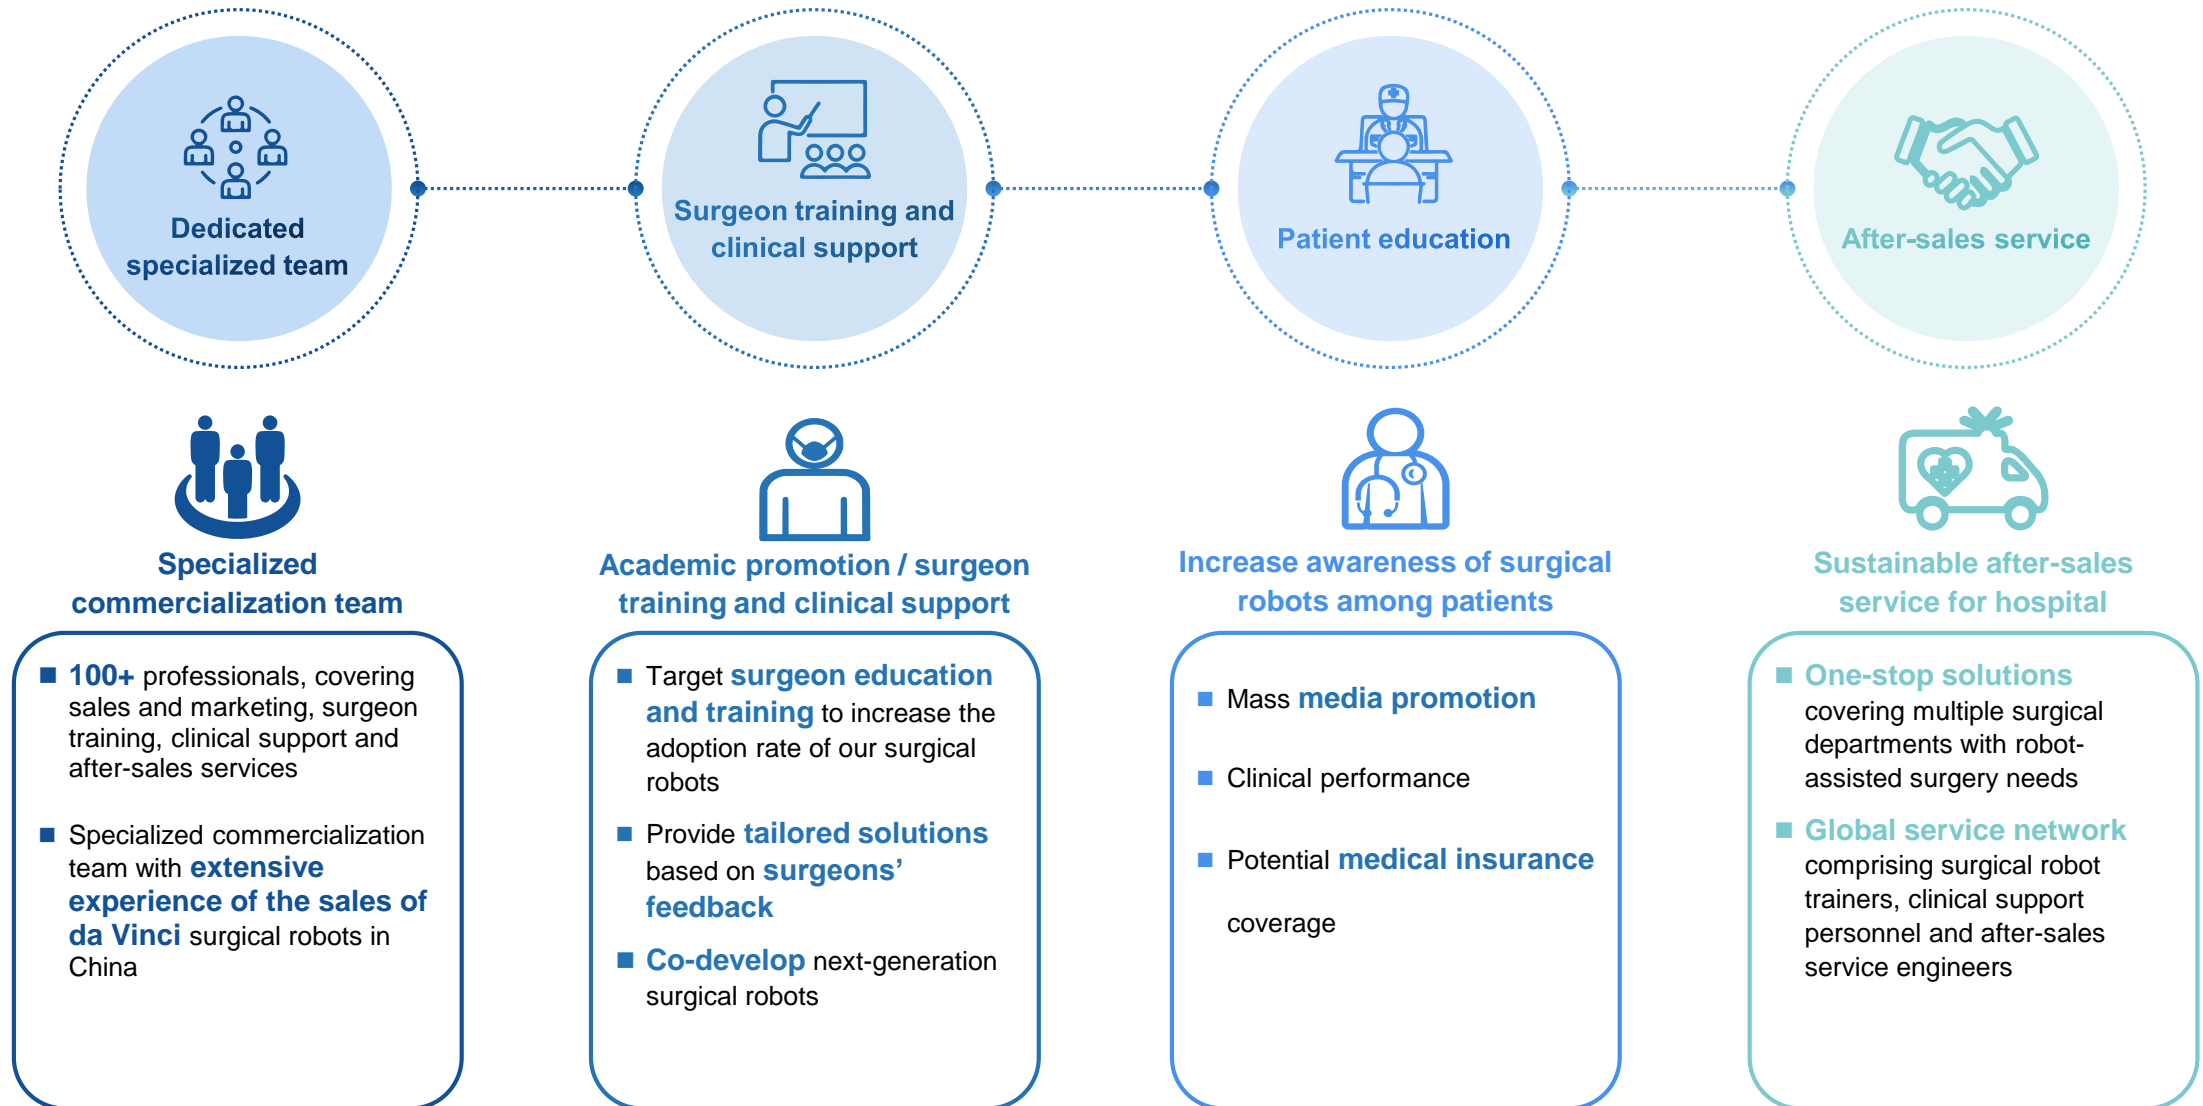 Dedicated
specialized team
Surgeon training and
clinical support
Patient education
After-sales service
Specialized
commercialization team
■ 100+ professionals, covering
sales and marketing, surgeon
training, clinical support and
after-sales services
■ Specialized commercialization
team with extensive
experience of the sales of
da Vinci surgical robots in
China
Academic promotion / surgeon
training and clinical support
■ Target surgeon education
and training to increase the
adoption rate of our surgical
robots
■ Provide tailored solutions
based on surgeons’
feedback
■ Co-develop next-generation
surgical robots
Increase awareness of surgical
robots among patients
■ Mass media promotion
■ Clinical performance
■ Potential medical insurance
coverage
Sustainable after-sales
service for hospital
■ One-stop solutions
covering multiple surgical
departments with robot-
assisted surgery needs
■ Global service network
comprising surgical robot
trainers, clinical support
personnel and after-sales
service engineers